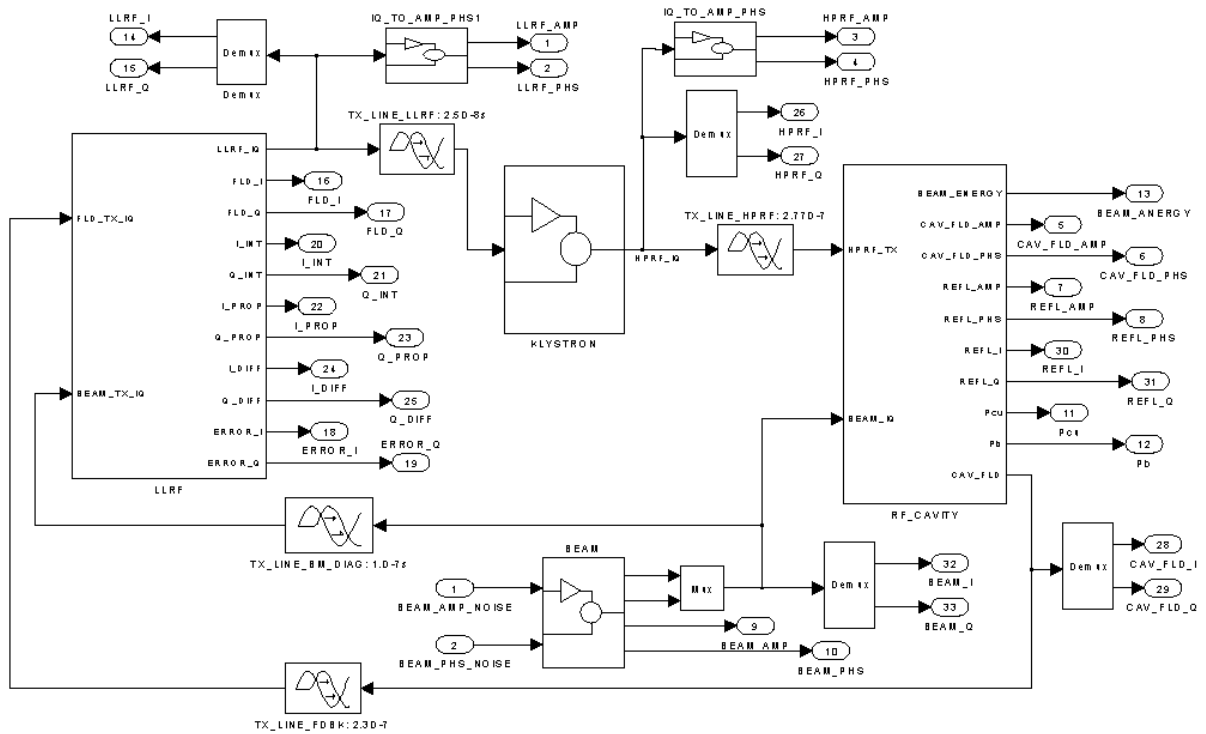 LLRF_I
14
15
LLRF_Q
Demux
Demux
IQ_TO_AMP_PHS1
LLRF_AMP
1
2
LLRF_PHS
IQ_TO_AMP_PHS
HPRF_AMP
3
4
HPRF_PHS
TX_LINE_LLRF: 2.5D-8s
Demux
26
HPRF_I
27
HPRF_Q
FLD_TX_IQ
BEAM_TX_IQ
LLRF_IQ
FLD_I
FLD_Q
I_INT
Q_INT
I_PROP
Q_PROP
I_DIFF
Q_DIFF
ERROR_I
ERROR_Q
LLRF
16
FLD_I
17
FLD_Q
20
I_INT
21
Q_INT
22
I_PROP
23
Q_PROP
24
I_DIFF
25
Q_DIFF
18
ERROR_I
ERROR_Q
19
KLYSTRON
HPRF_IQ
TX_LINE_HPRF: 2.77D-7
HPRF_TX
BEAM_IQ
BEAM_ENERGY
CAV_FLD_AMP
CAV_FLD_PHS
REFL_AMP
REFL_PHS
REFL_I
REFL_Q
Pcu
Pb
CAV_FLD
RF_CAVITY
13
BEAM_ANERGY
5
CAV_FLD_AMP
6
CAV_FLD_PHS
7
REFL_AMP
8
REFL_PHS
30
REFL_I
31
REFL_Q
11
Pcu
12
Pb
TX_LINE_BM_DIAG: 1.D-7s
BEAM
1
BEAM_AMP_NOISE
2
BEAM_PHS_NOISE
Mux
9
BEAM_AMP
10
BEAM_PHS
Demux
32
BEAM_I
33
BEAM_Q
Demux
28
CAV_FLD_I
29
CAV_FLD_Q
TX_LINE_FDBK: 2.3D-7